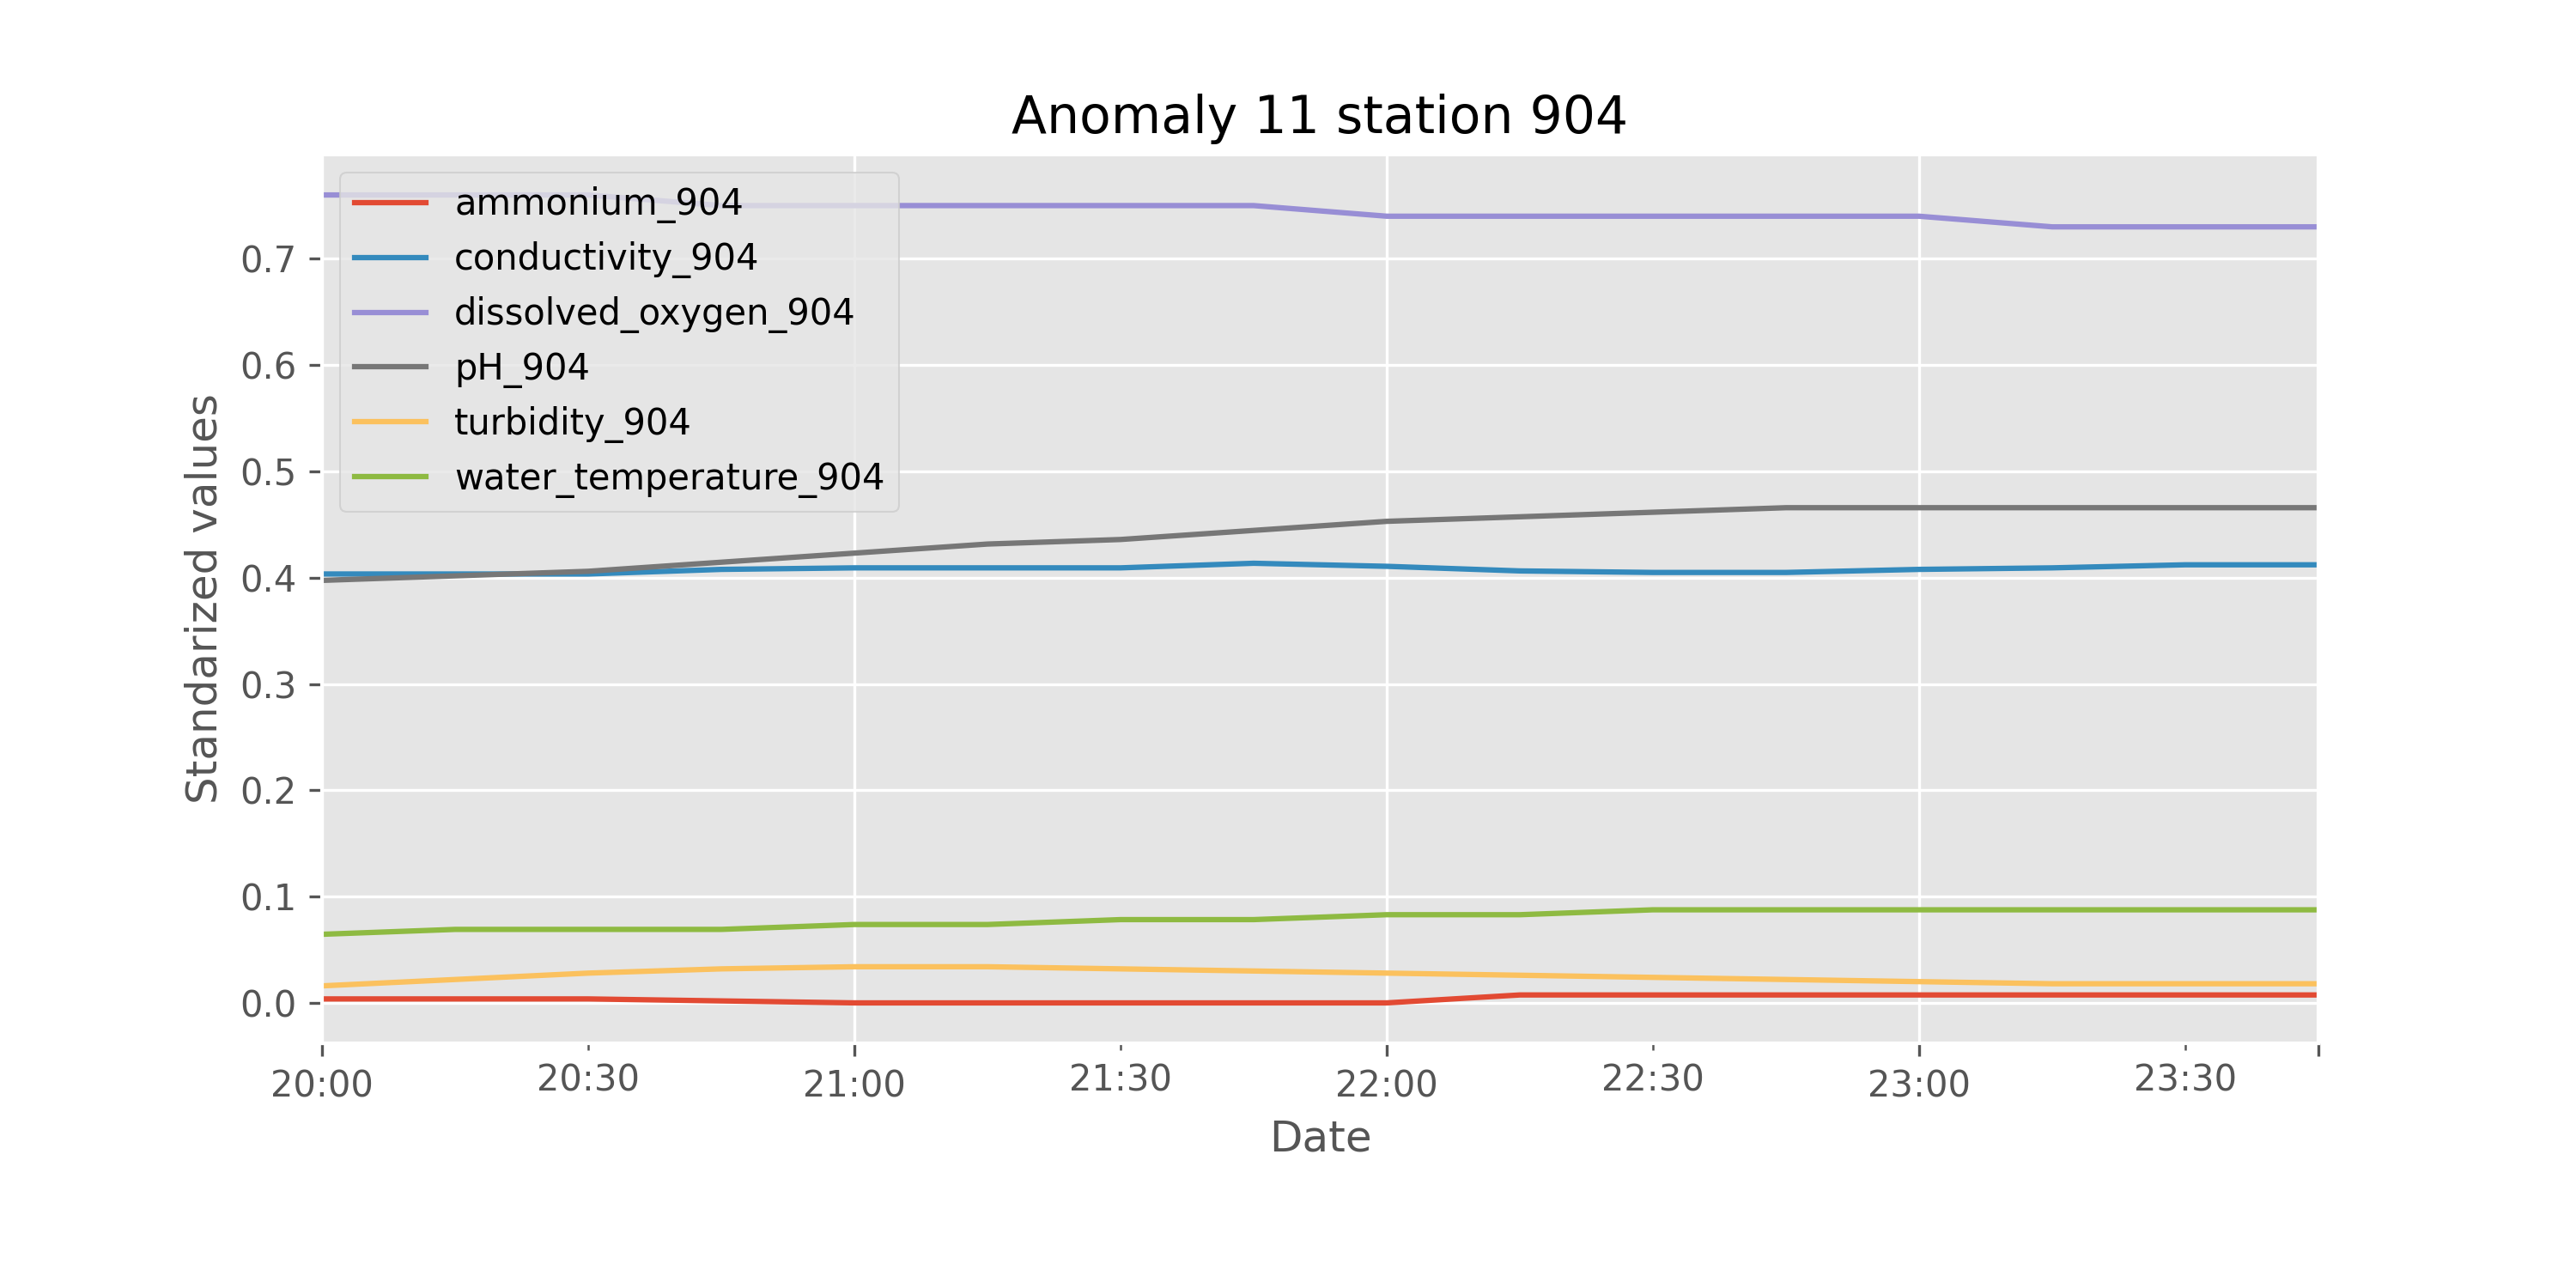 Anomaly 11 station 904
ammonium_904
conductivity_904
dissolved_oxygen_904
pH_904
turbidity_904
water_temperature_904
Standarized values
0.7
0.6
0.5
0.4
0.3
0.2
0.1
0.0
20:00 20:30 21:00 21:30 22:00 22:30 23:00 23:30
Date